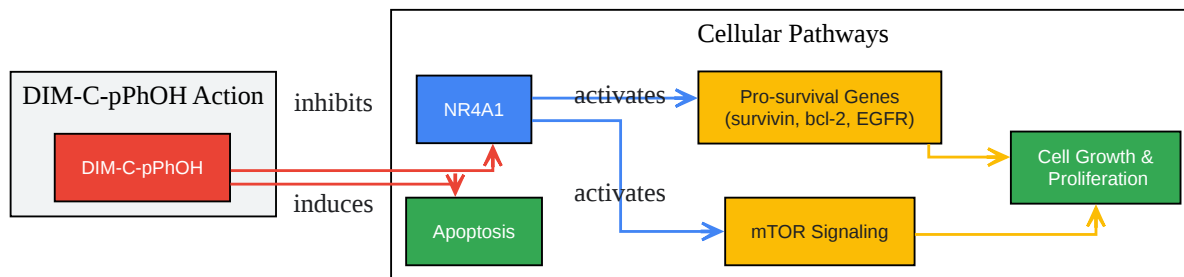 Cellular Pathways
DIM-C-pPhOH Action
inhibits
NR4A1
activates
Pro-survival Genes
(survivin, bcl-2, EGFR)
DIM-C-pPhOH
Cell Growth &
Proliferation
induces
Apoptosis
activates
mTOR Signaling